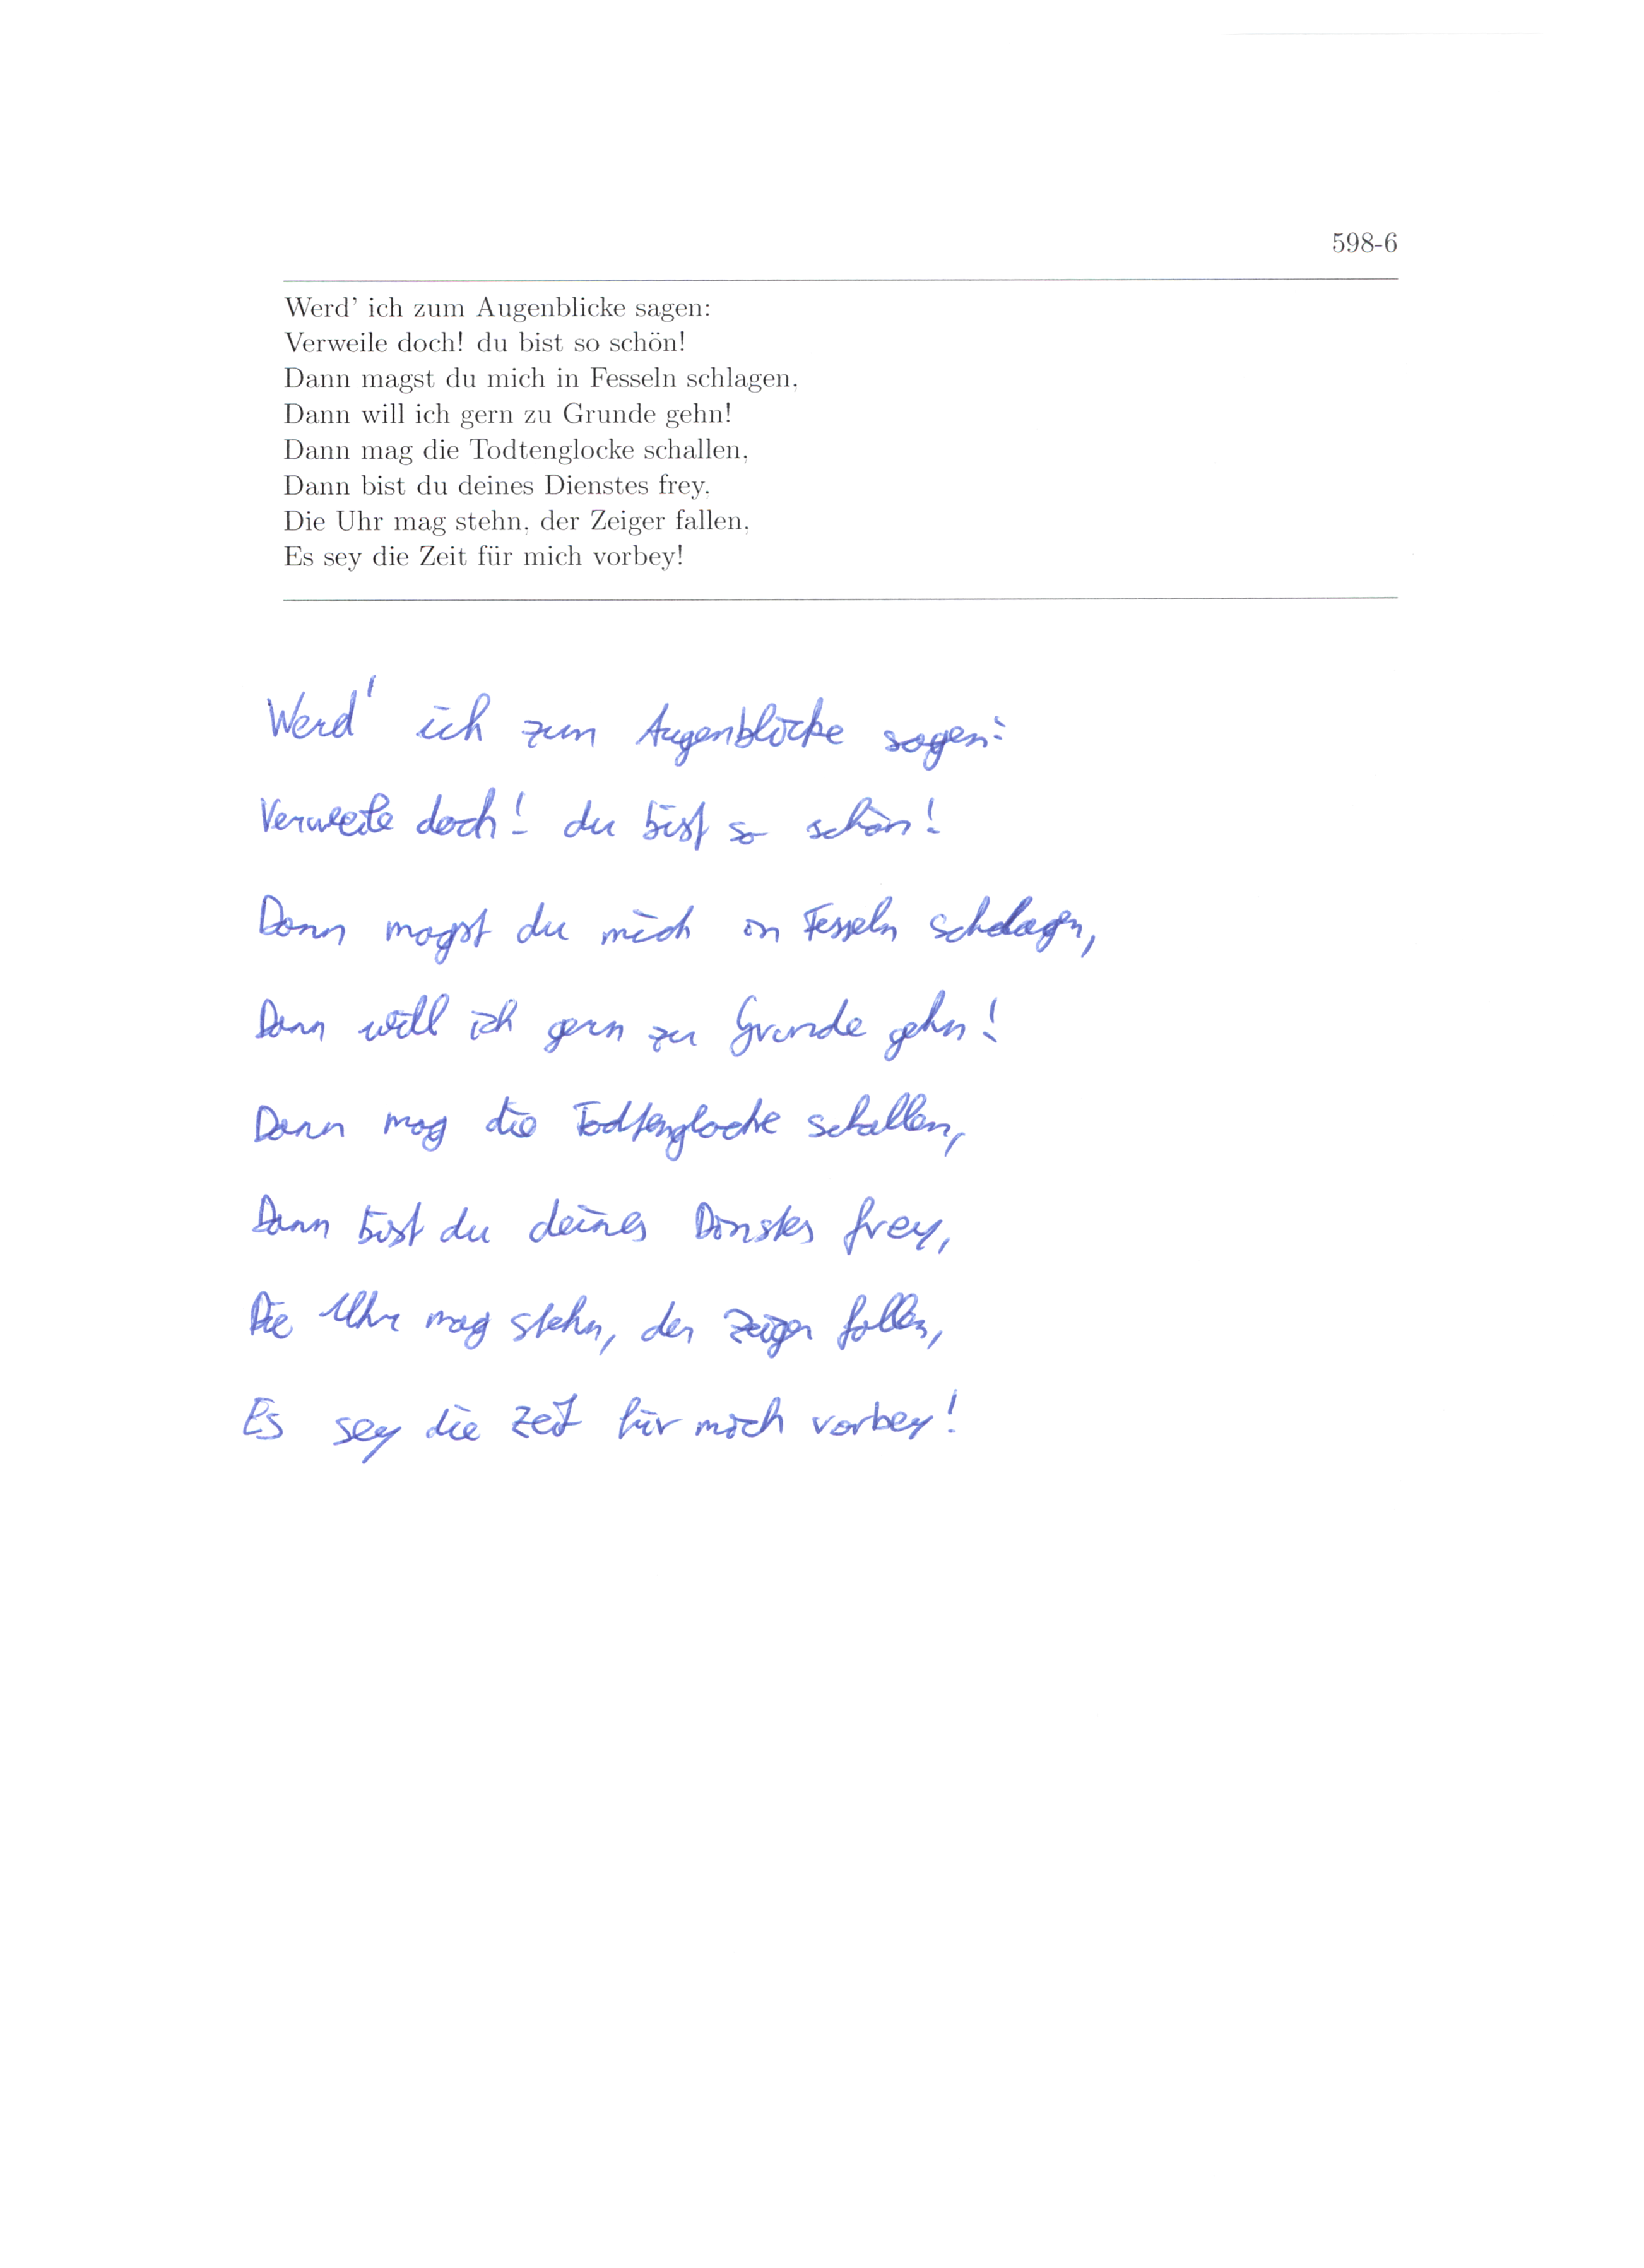 598-6
Werd' ich zum Augenblicke sagen:
Verweile doch! du bist so schön!
Dann magst du mich in Fesseln schlagen,
Dann will ich gern zu Grunde gehn!
Dann mag die Todtenglocke schallen,
Dann bist du deines Dienstes frey,
Die Uhr mag stehn, der Zeiger fallen,
Es sey die Zeit für mich vorbey!
Werd' ich zum Augenblicke sagen:
Verweile doch! du bist so schön!
Dann magst du mich in Fesseln schlagen,
Dann will ich gern zu Grunde gehn!
Dann mag die Todtenglocke schallen,
Dann bist du deines Dienstes frey,
Die Uhr mag stehn, der Zeiger fallen,
Es sey die Zeit für mich vorbey!